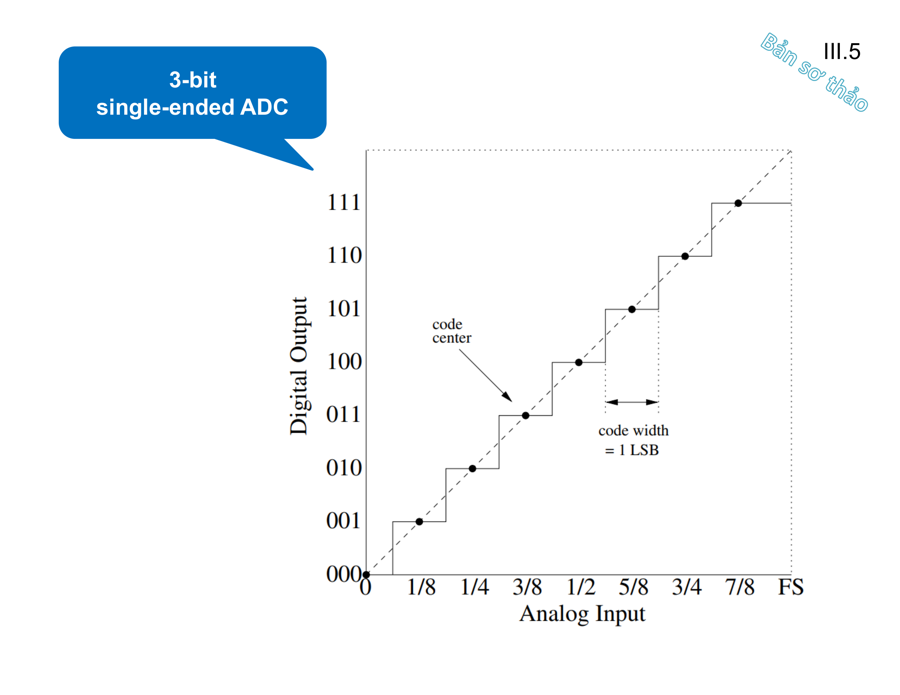 3-bit
single-ended ADC
III.5
Bản sơ thảo
111
110
101
100
011
010
001
000
Digital Output
code
center
code width
= 1 LSB
0 1/8 1/4 3/8 1/2 5/8 3/4 7/8 FS
Analog Input